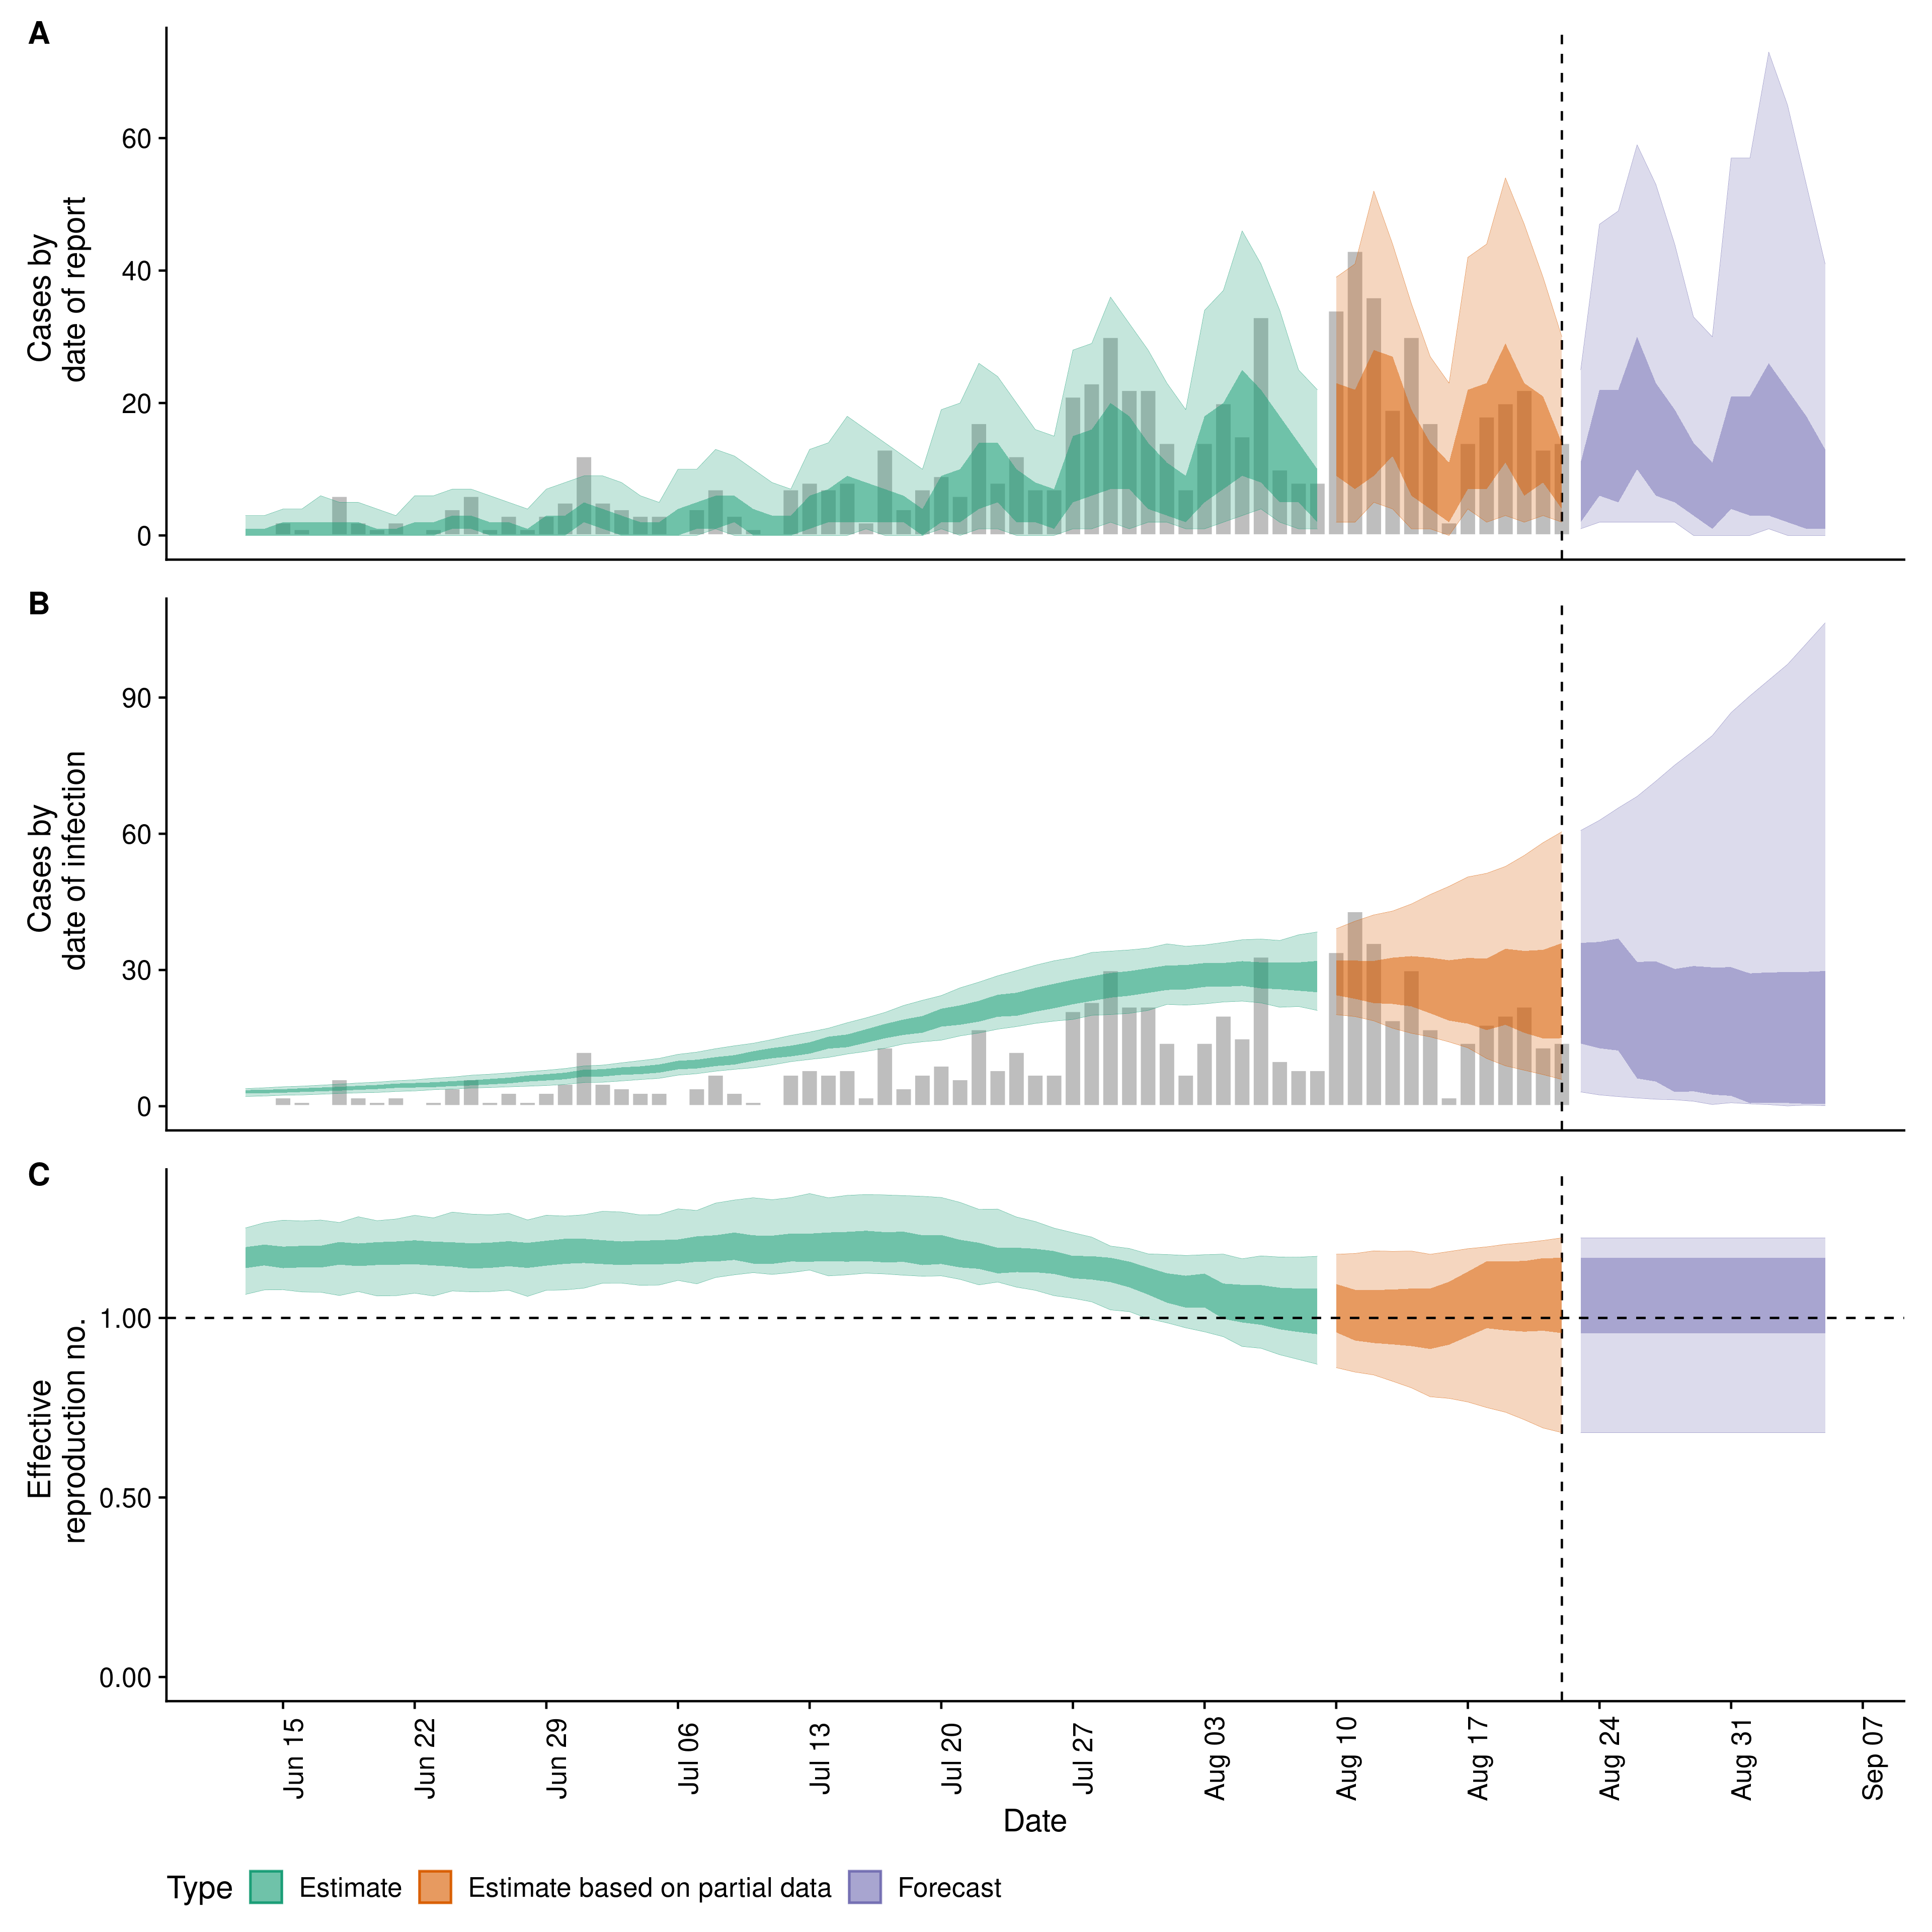 A
Cases by
date of report
60
40
20
0
B
Cases by
date of infection
90
60
30
0
C
Effective
reproduction no.
1.00
0.50
0.00
Jun 15
Jun 22
Jun 29
Jul 06
Jul 13
Jul 20
Jul 27
Aug 03
Aug 10
Aug 17
Aug 24
Aug 31
Sep 07
Date
Type Estimate Estimate based on partial data Forecast